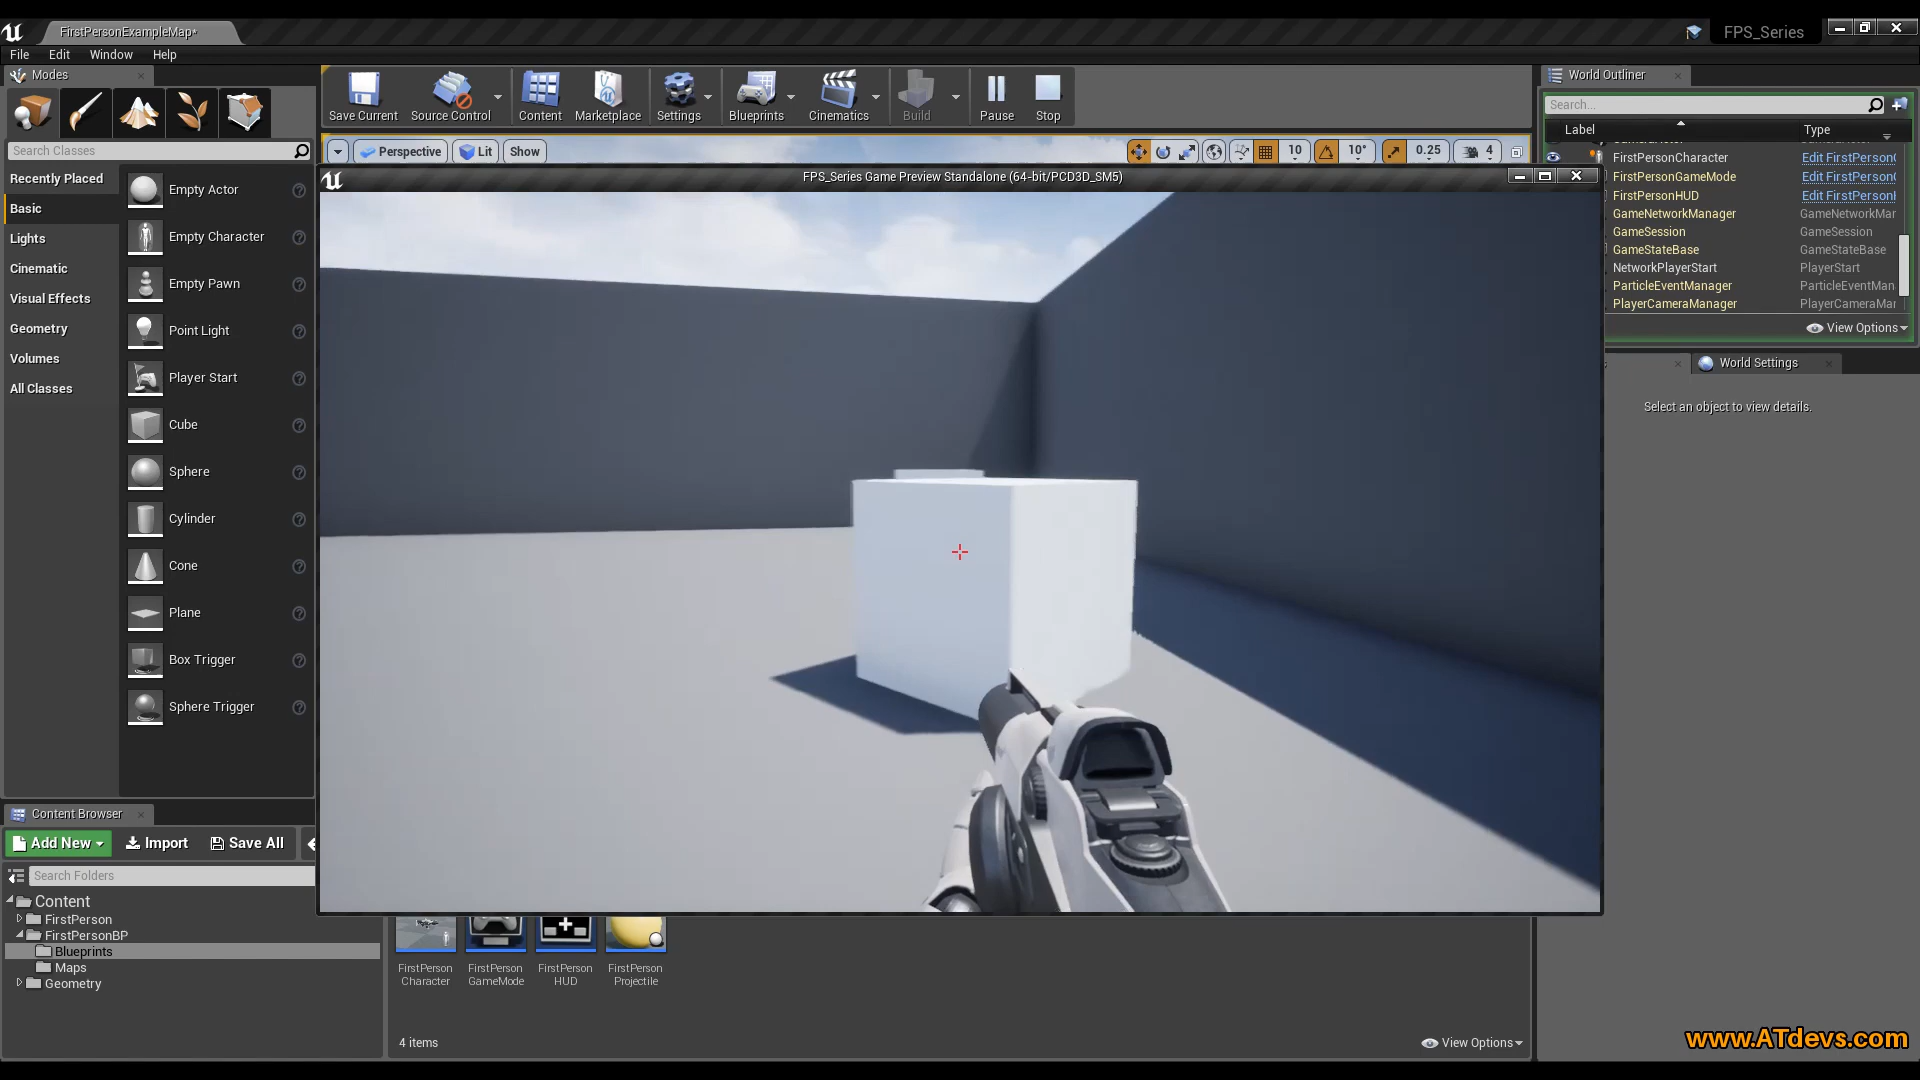 FirstPersonExampleMap*
FPS_Series
File Edit Window Help
Modes
World Outliner
Save Current Source Control Content Marketplace Settings Blueprints Cinematics Build Pause Stop
Search...
Label Type
Search Classes
Perspective Lit Show 10 10° 0.25 4
FirstPersonCharacter Edit FirstPerson
FirstPersonGameMode Edit FirstPerson
FirstPersonHUD Edit FirstPerson
GameNetworkManager GameNetworkMar
GameSession GameSession
GameStateBase GameStateBase
NetworkPlayerStart PlayerStart
ParticleEventManager ParticleEventMan
PlayerCameraManager PlayerCameraMar
View Options
World Settings
Select an object to view details.
FPS_Series Game Preview Standalone (64-bit/PCD3D_SM5)
Recently Placed
Basic
Lights
Cinematic
Visual Effects
Geometry
Volumes
All Classes
Empty Actor
Empty Character
Empty Pawn
Point Light
Player Start
Cube
Sphere
Cylinder
Cone
Plane
Box Trigger
Sphere Trigger
Content Browser
Add New Import Save All
Search Folders
Content
FirstPerson
FirstPersonBP
Blueprints
Maps
Geometry
FirstPerson
Character
FirstPerson
GameMode
FirstPerson
HUD
FirstPerson
Projectile
4 items
View Options
www.ATdevs.com